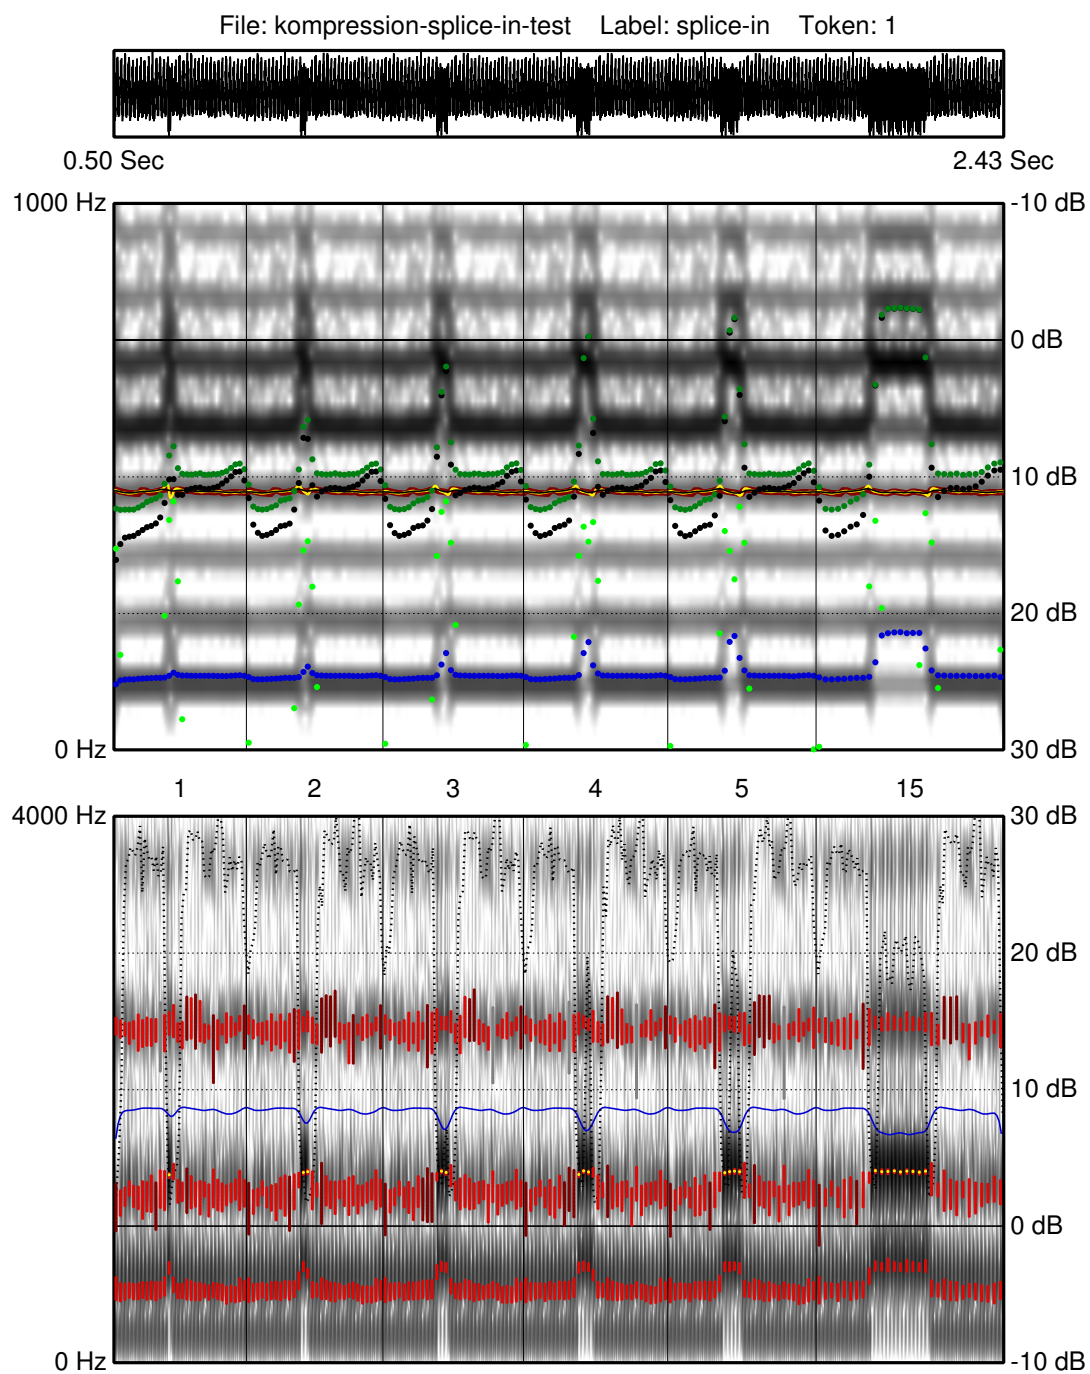 File: kompression-splice-in-test Label: splice-in Token: 1
0.50 Sec 2.43 Sec
1000 Hz -10 dB
0 dB
10 dB
20 dB
0 Hz 30 dB
1 2 3 4 5 15
4000 Hz 30 dB
20 dB
10 dB
0 dB
0 Hz -10 dB